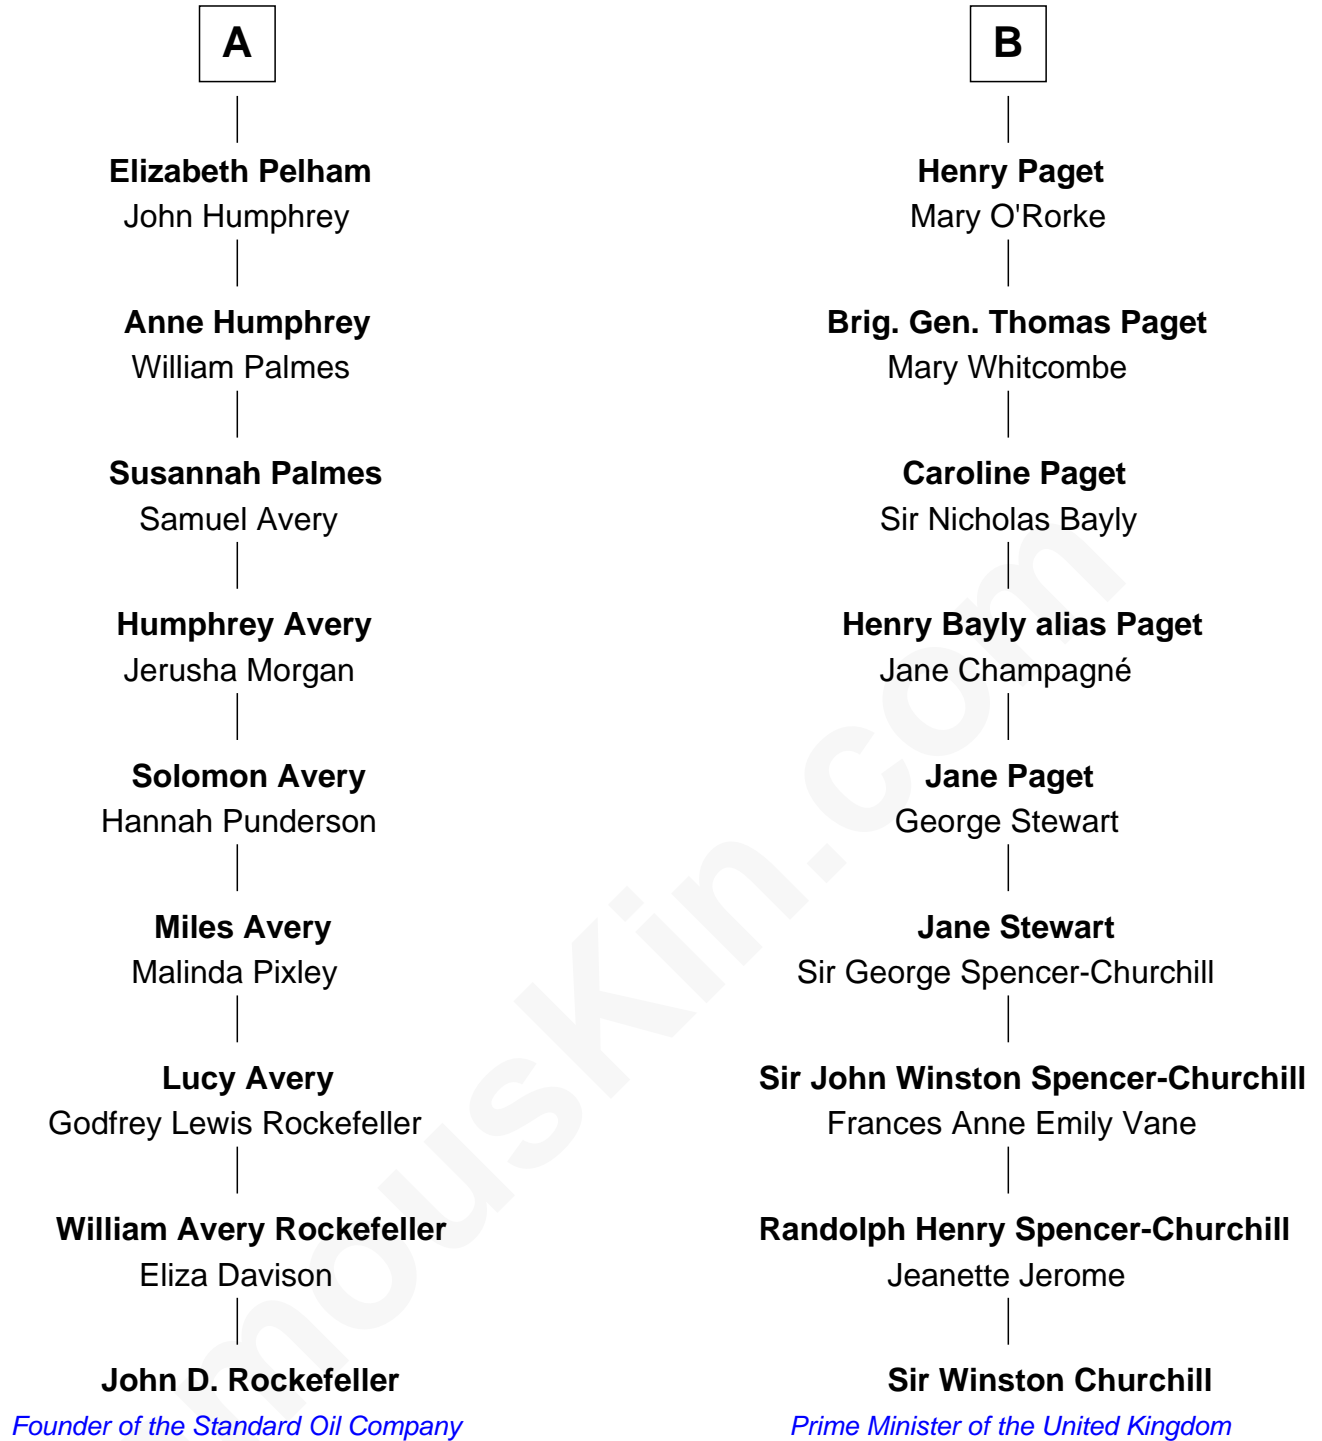 A
B
Elizabeth Pelham
John Humphrey
Henry Paget
Mary O'Rorke
Anne Humphrey
William Palmes
Brig. Gen. Thomas Paget
Mary Whitcombe
Susannah Palmes
Samuel Avery
Caroline Paget
Sir Nicholas Bayly
Humphrey Avery
Jerusha Morgan
Henry Bayly alias Paget
Jane Champagné
Solomon Avery
Hannah Punderson
Jane Paget
George Stewart
Miles Avery
Malinda Pixley
Jane Stewart
Sir George Spencer-Churchill
Lucy Avery
Godfrey Lewis Rockefeller
Sir John Winston Spencer-Churchill
Frances Anne Emily Vane
William Avery Rockefeller
Eliza Davison
Randolph Henry Spencer-Churchill
Jeanette Jerome
John D. Rockefeller
Founder of the Standard Oil Company
Sir Winston Churchill
Prime Minister of the United Kingdom
mousKin.com